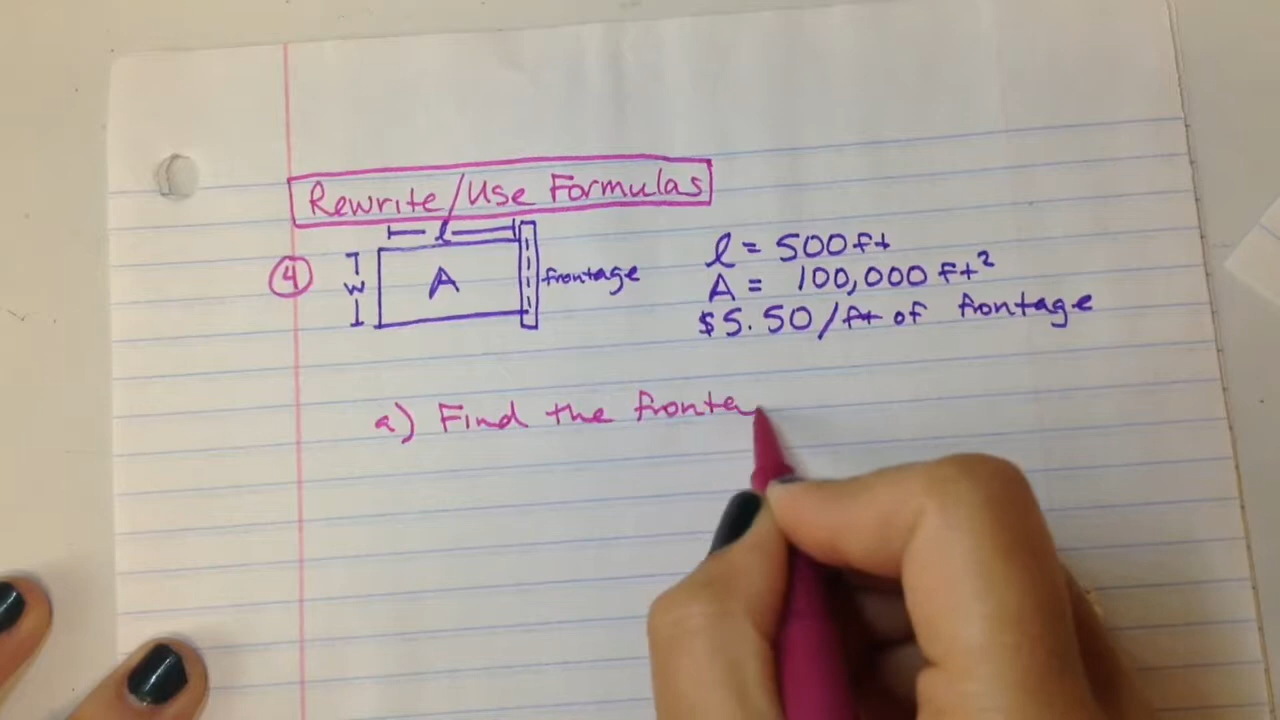 Rewrite/Use Formulas
l
4
W
A
frontage
l = 500 ft
A = 100,000 ft²
$5.50/ft of frontage
a) Find the fronta